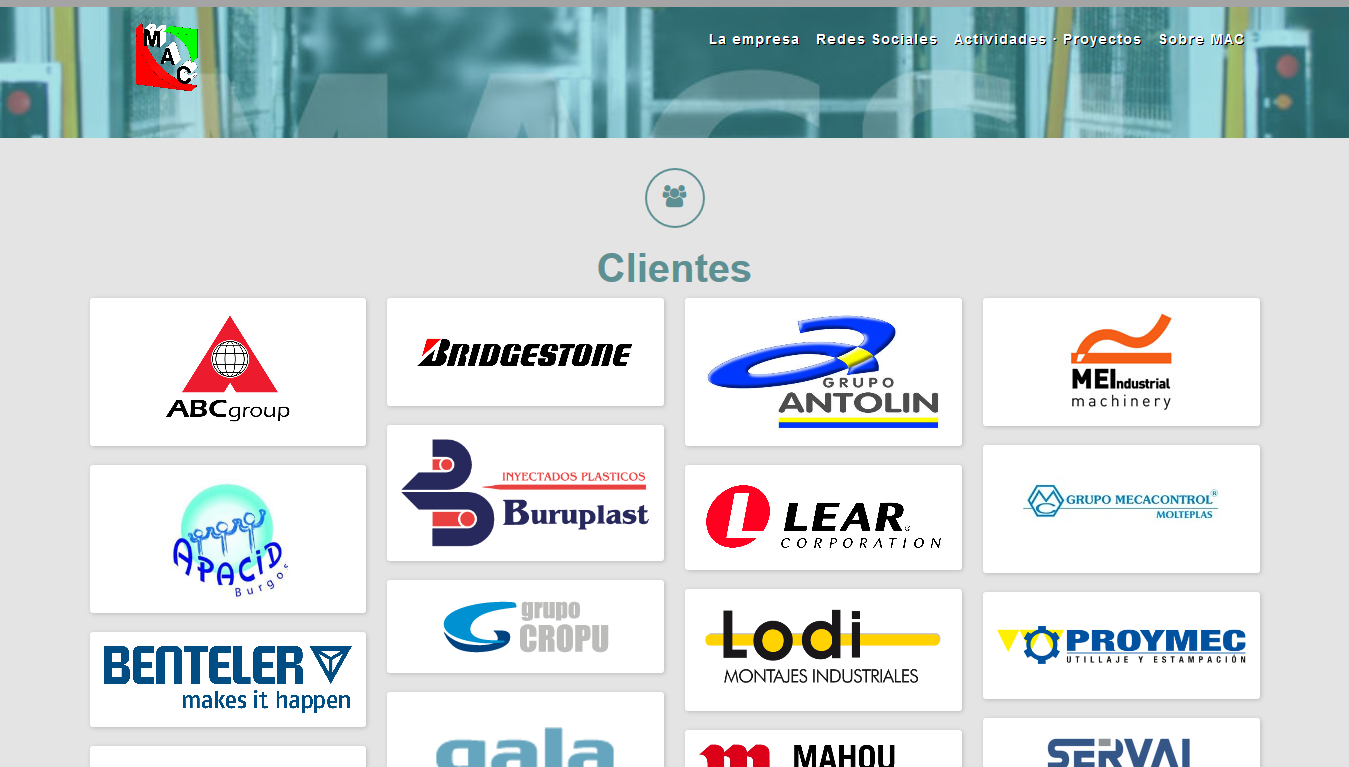 MAC
La empresa Redes Sociales Actividades · Proyectos Sobre MAC
Clientes
ABCgroup
APACID
Burgos
BENTELER
makes it happen
BRIDGESTONE
INYECTADOS PLASTICOS
Buruplast
grupo
CROPU
gala
GRUPO
ANTOLIN
LEAR
CORPORATION
Lodi
MONTAJES INDUSTRIALES
MAHOU
MEIndustrial
machinery
GRUPO MECACONTROL®
MOLTEPLAS
PROYMEC
UTILLAJE Y ESTAMPACIÓN